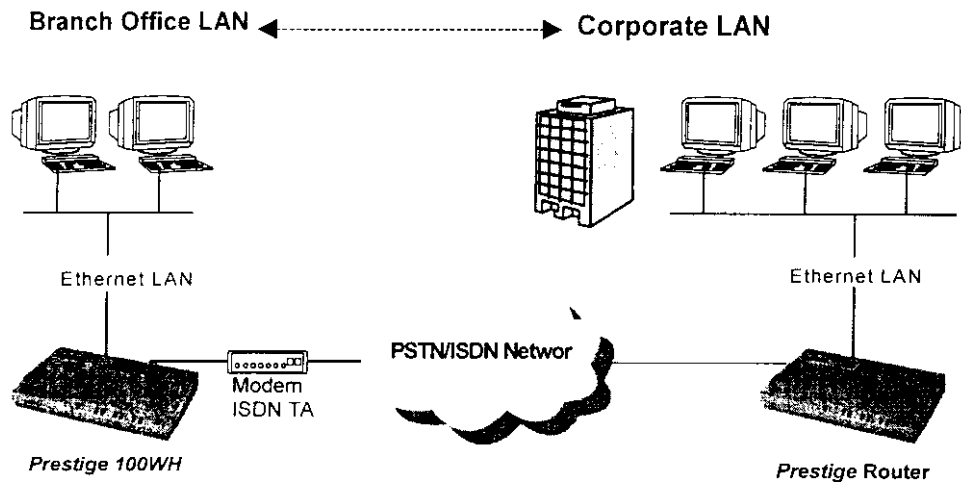 Branch Office LAN
Corporate LAN
Ethernet LAN
Ethernet LAN
PSTN/ISDN Networ
Modem
ISDN TA
Prestige 100WH
Prestige Router